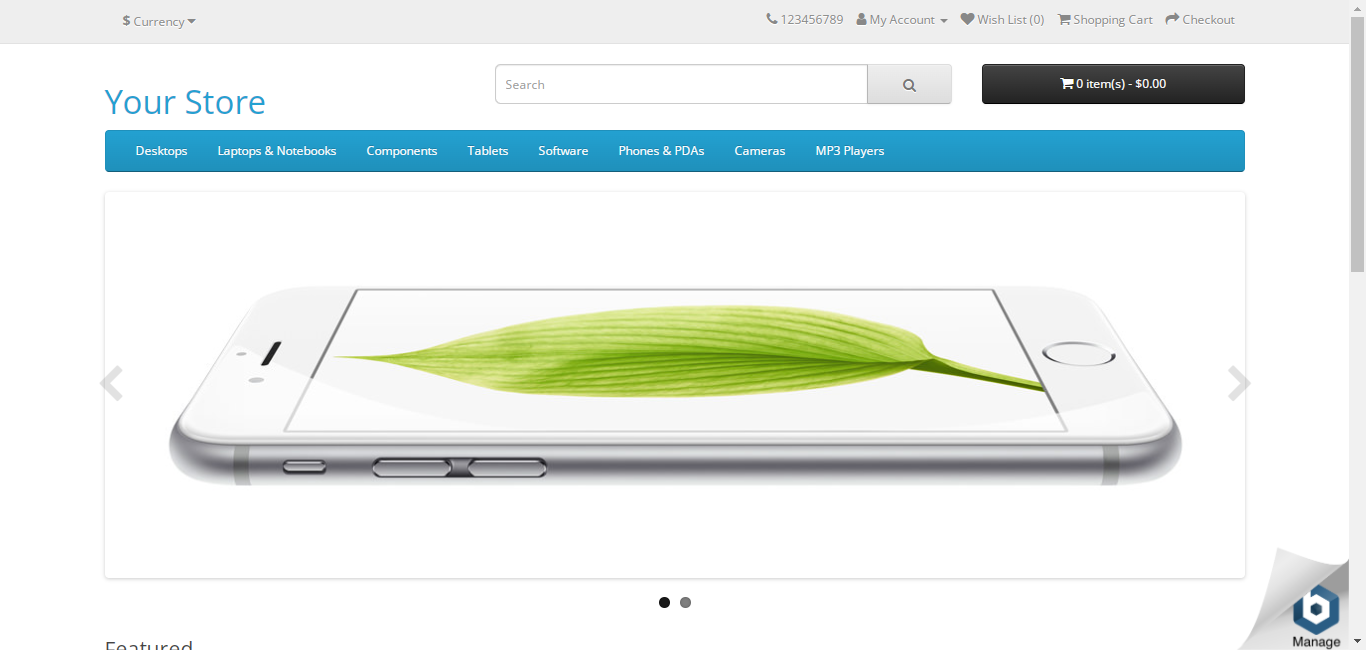 $ Currency
123456789 My Account Wish List (0) Shopping Cart Checkout
Your Store
Search
0 item(s) - $0.00
Desktops Laptops & Notebooks Components Tablets Software Phones & PDAs Cameras MP3 Players
Manage
Featured